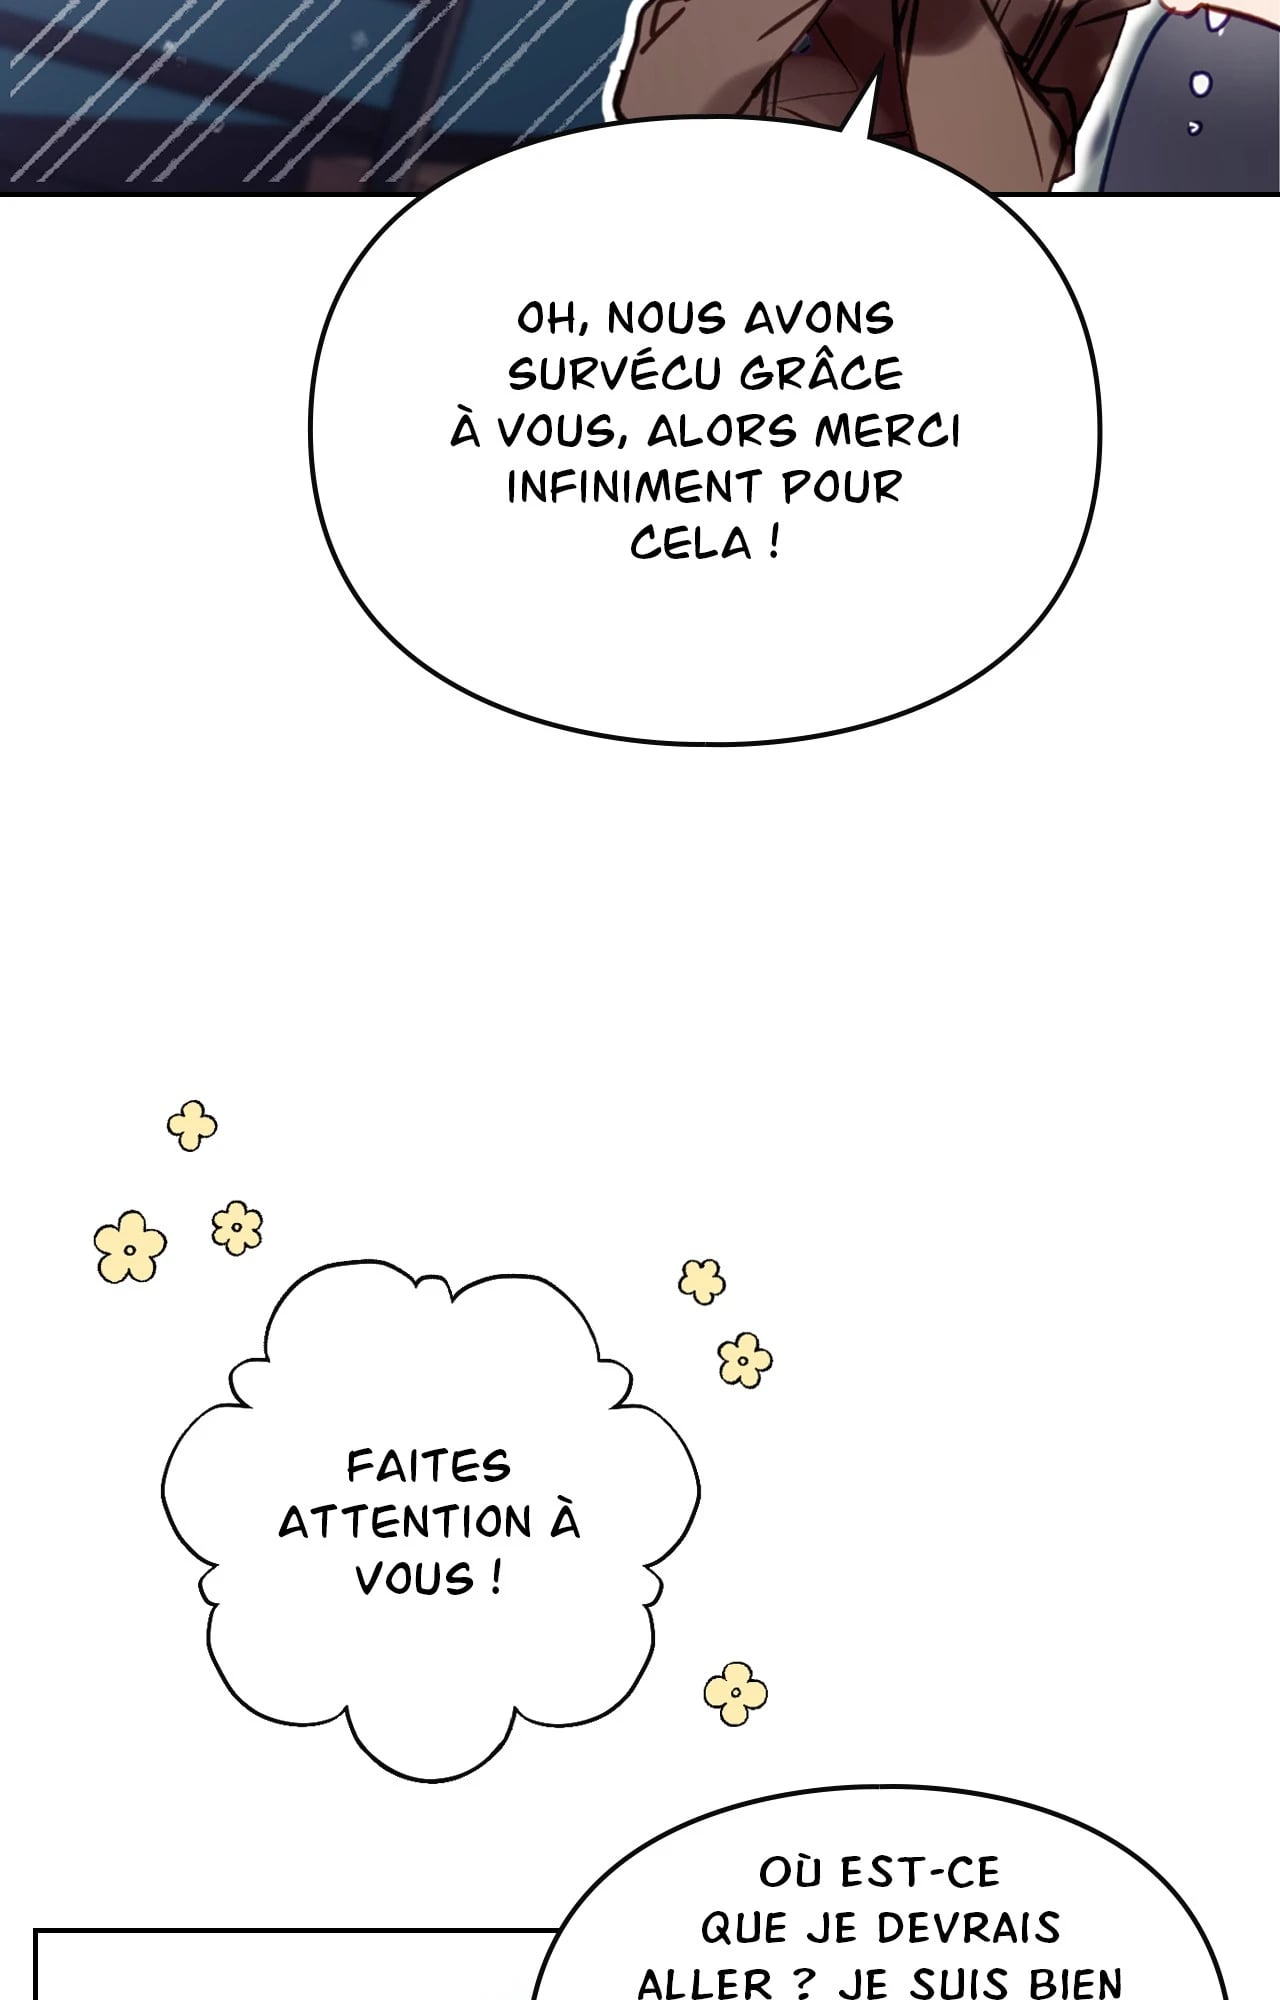 OH, NOUS AVONS
SURVÉCU GRÂCE
À VOUS, ALORS MERCI
INFINIMENT POUR
CELA !
FAITES
ATTENTION À
VOUS !
OÙ EST-CE
QUE JE DEVRAIS
ALLER ? JE SUIS BIEN